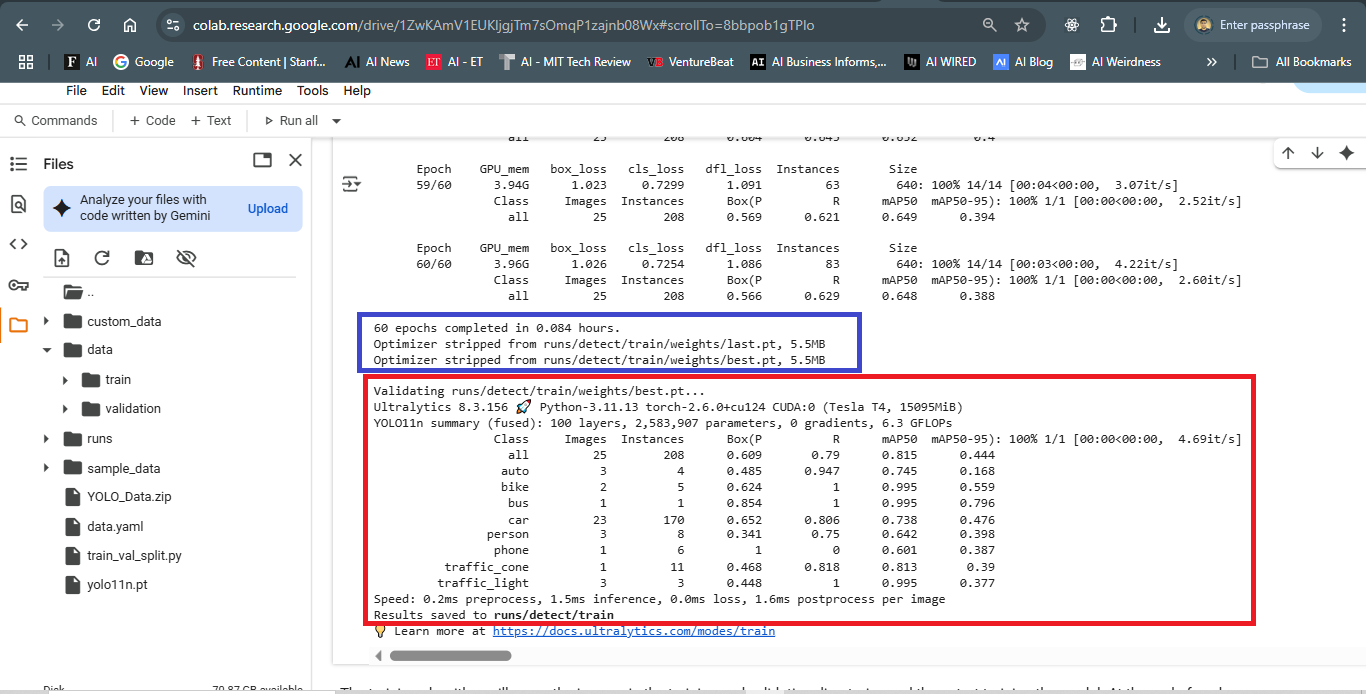 colab.research.google.com/drive/1ZwKAmV1EUKljgjTm7sOmqP1zajnb08Wx#scrollTo=8bbpob1gTPlo
Enter passphrase
F AI
Google
Free Content | Stanf...
AI AI News
ET AI - ET
AI - MIT Tech Review
VB VentureBeat
AI AI Business Informs,...
W AI WIRED
AI AI Blog
AI Weirdness
»
All Bookmarks
File Edit View Insert Runtime Tools Help
Commands + Code + Text Run all
Files
Analyze your files with
code written by Gemini
Upload
..
custom_data
data
train
validation
runs
sample_data
YOLO_Data.zip
data.yaml
train_val_split.py
yolo11n.pt
Disk 70.87 GB available
all 25 208 0.604 0.645 0.652 0.4
Epoch GPU_mem box_loss cls_loss dfl_loss Instances Size
59/60 3.94G 1.023 0.7299 1.091 63 640: 100% 14/14 [00:04<00:00, 3.07it/s]
Class Images Instances Box(P R mAP50 mAP50-95): 100% 1/1 [00:00<00:00, 2.52it/s]
all 25 208 0.569 0.621 0.649 0.394
Epoch GPU_mem box_loss cls_loss dfl_loss Instances Size
60/60 3.96G 1.026 0.7254 1.086 83 640: 100% 14/14 [00:03<00:00, 4.22it/s]
Class Images Instances Box(P R mAP50 mAP50-95): 100% 1/1 [00:00<00:00, 2.60it/s]
all 25 208 0.566 0.629 0.648 0.388
60 epochs completed in 0.084 hours.
Optimizer stripped from runs/detect/train/weights/last.pt, 5.5MB
Optimizer stripped from runs/detect/train/weights/best.pt, 5.5MB
Validating runs/detect/train/weights/best.pt...
Ultralytics 8.3.156 🚀 Python-3.11.13 torch-2.6.0+cu124 CUDA:0 (Tesla T4, 15095MiB)
YOLO11n summary (fused): 100 layers, 2,583,907 parameters, 0 gradients, 6.3 GFLOPs
Class Images Instances Box(P R mAP50 mAP50-95): 100% 1/1 [00:00<00:00, 4.69it/s]
all 25 208 0.609 0.79 0.815 0.444
auto 3 4 0.485 0.947 0.745 0.168
bike 2 5 0.624 1 0.995 0.559
bus 1 1 0.854 1 0.995 0.796
car 23 170 0.652 0.806 0.738 0.476
person 3 8 0.341 0.75 0.642 0.398
phone 1 6 1 0 0.601 0.387
traffic_cone 1 11 0.468 0.818 0.813 0.39
traffic_light 3 3 0.448 1 0.995 0.377
Speed: 0.2ms preprocess, 1.5ms inference, 0.0ms loss, 1.6ms postprocess per image
Results saved to runs/detect/train
💡 Learn more at https://docs.ultralytics.com/modes/train